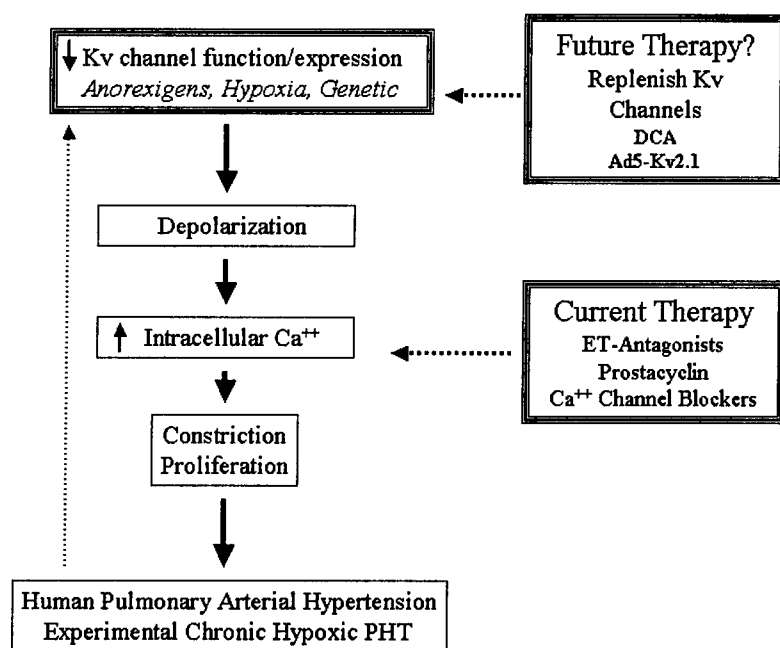 ↓ Kv channel function/expression
Anorexigens, Hypoxia, Genetic
Depolarization
↑ Intracellular Ca⁺⁺
Constriction
Proliferation
Human Pulmonary Arterial Hypertension
Experimental Chronic Hypoxic PHT
Future Therapy?
Replenish Kv
Channels
DCA
Ad5-Kv2.1
Current Therapy
ET-Antagonists
Prostacyclin
Ca⁺⁺ Channel Blockers